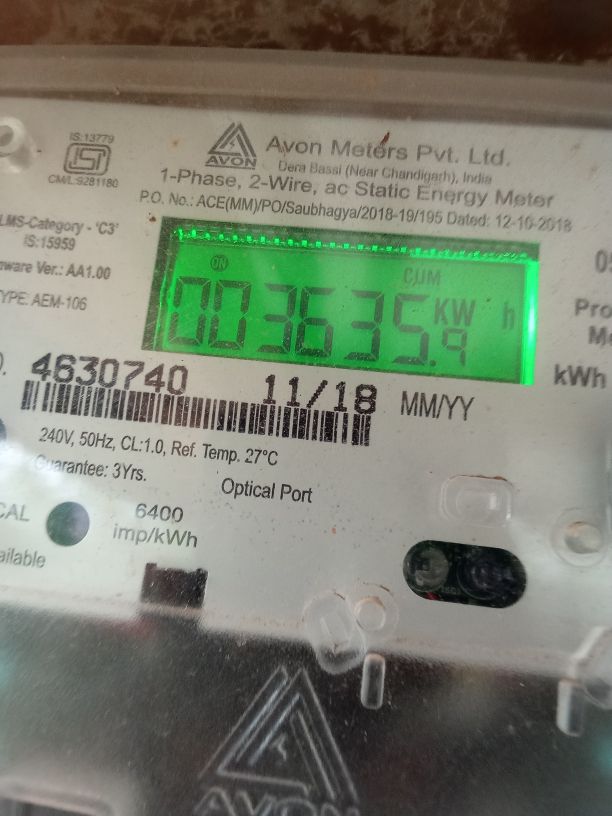 IS:13779
ISI
CM/L:9281180
AVON
Avon Meters Pvt. Ltd.
Dera Bassi (Near Chandigarh), India
1-Phase, 2-Wire, ac Static Energy Meter
P.O. No.: ACE(MM)/PO/Saubhagya/2018-19/195 Dated: 12-10-2018
LMS-Category - 'C3'
IS:15959
ware Ver.: AA1.00
YPE: AEM-106
ON
CUM
003635.9 KW h
kWh
4630740 11/18 MM/YY
240V, 50Hz, CL:1.0, Ref. Temp. 27°C
Guarantee: 3Yrs.
Optical Port
CAL
6400
imp/kWh
ailable
AVON